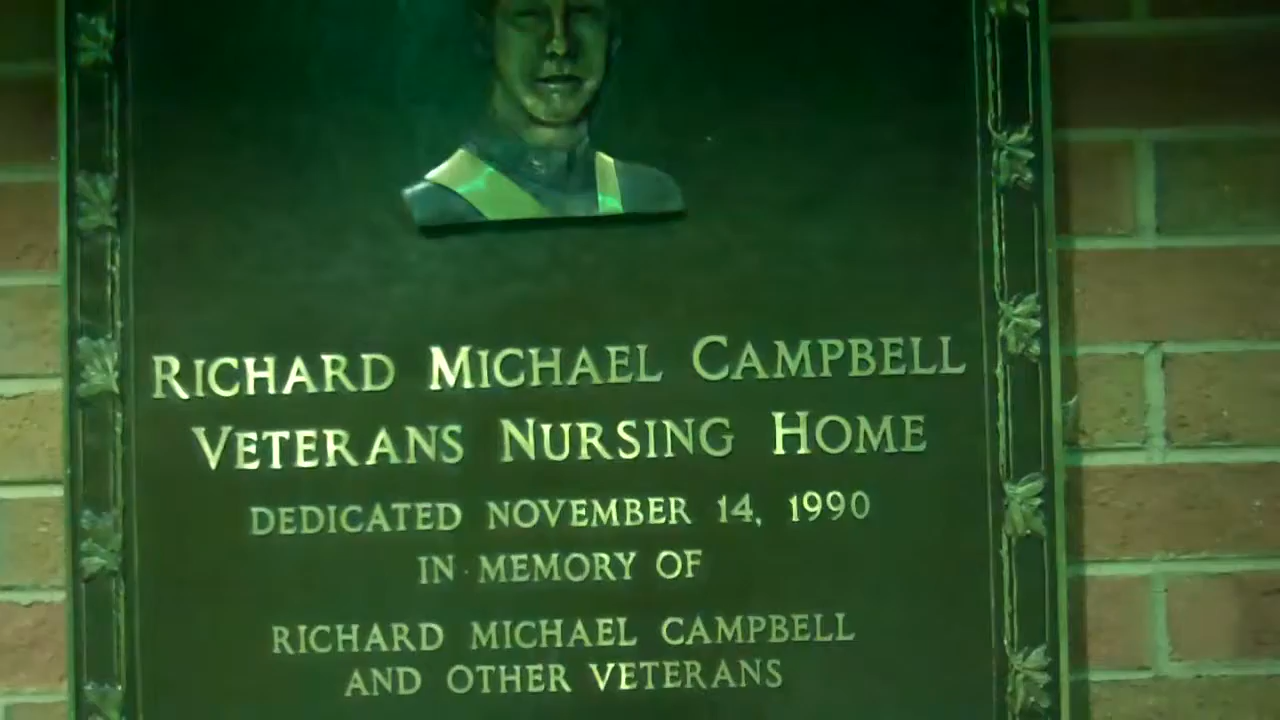 RICHARD MICHAEL CAMPBELL
VETERANS NURSING HOME
DEDICATED NOVEMBER 14, 1990
IN MEMORY OF
RICHARD MICHAEL CAMPBELL
AND OTHER VETERANS